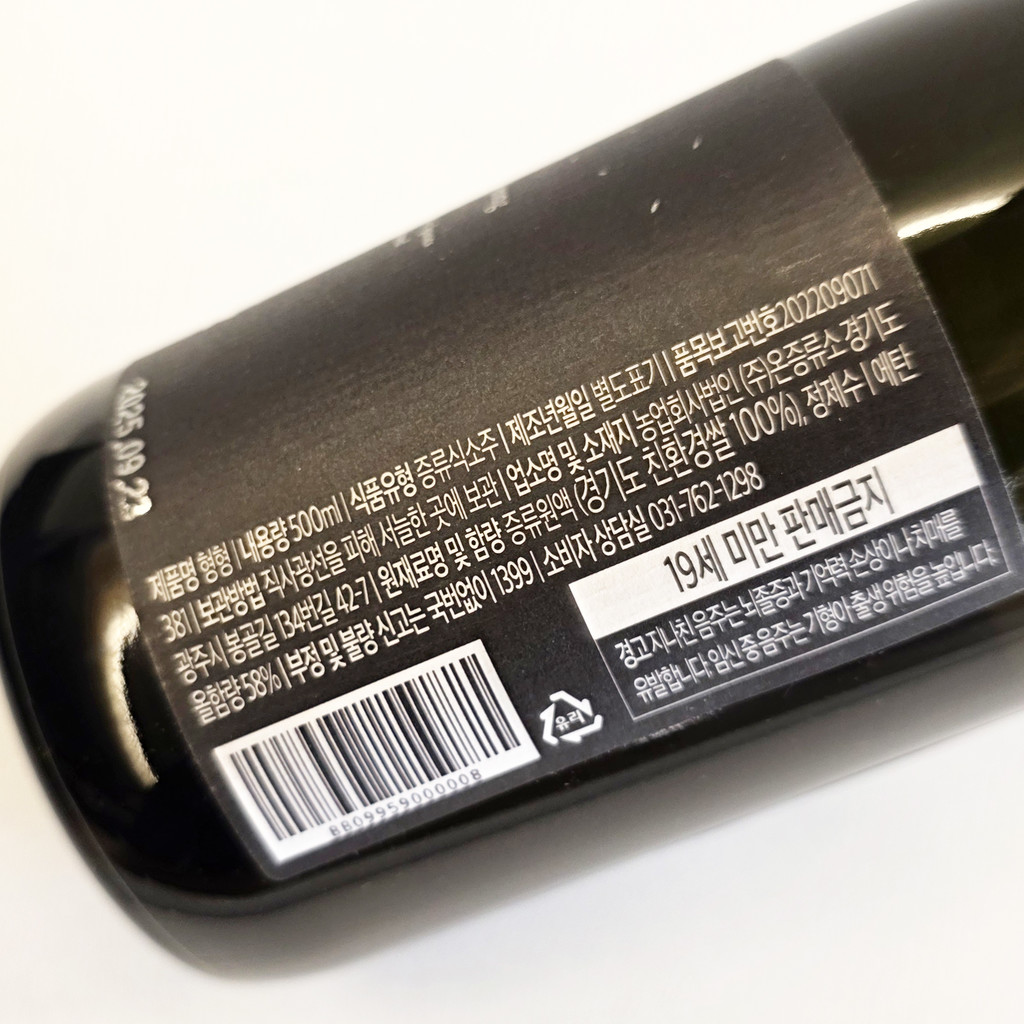 2025.09.23
제품명 형형 | 내용량 500ml | 식품유형 증류식소주 | 제조년월일 별도표기 | 품목보고번호202209071
381 | 보관방법 직사광선을 피해 서늘한 곳에 보관 | 업소명 및 소재지 농업회사법인 (주)온증류소 경기도
광주시 봉골길 134번길 42-7 | 원재료명 및 함량 증류원액 (경기도 친환경쌀 100%), 정제수 | 에탄
올함량 58% | 부정 및 불량 신고는 국번없이 1399 | 소비자 상담실 031-762-1298
19세 미만 판매금지
경고:지나친 음주는 뇌졸중과 기억력 손상이나 치매를
유발합니다. 임신 중 음주는 기형아 출생 위험을 높입니다.
유리
8809959000008